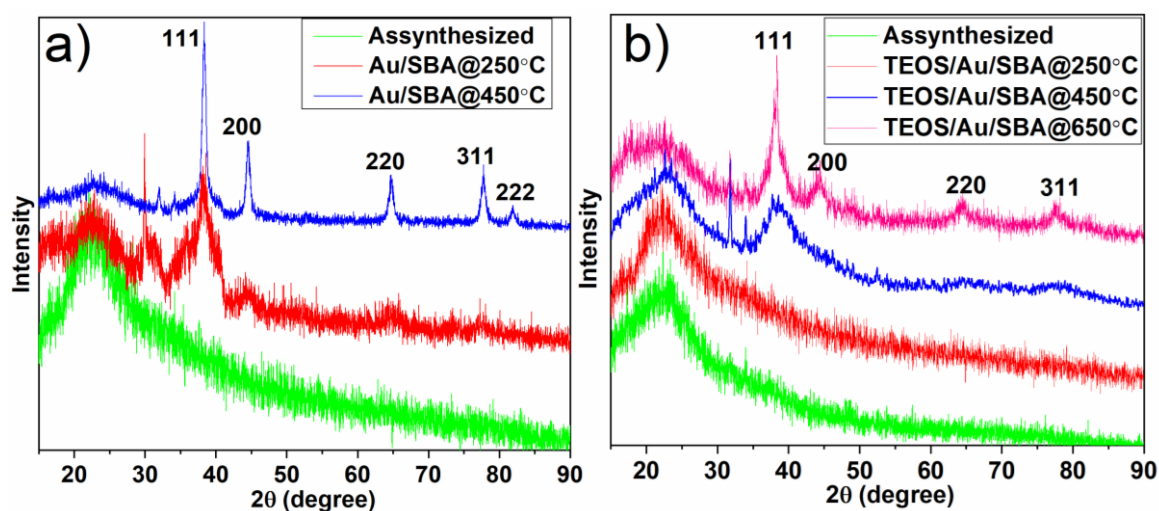 a)
Assynthesized
Au/SBA@250°C
Au/SBA@450°C
111
200
220
311
222
Intensity
20 30 40 50 60 70 80 90
2θ (degree)
b)
Assynthesized
TEOS/Au/SBA@250°C
TEOS/Au/SBA@450°C
TEOS/Au/SBA@650°C
111
200
220
311
Intensity
20 30 40 50 60 70 80 90
2θ (degree)